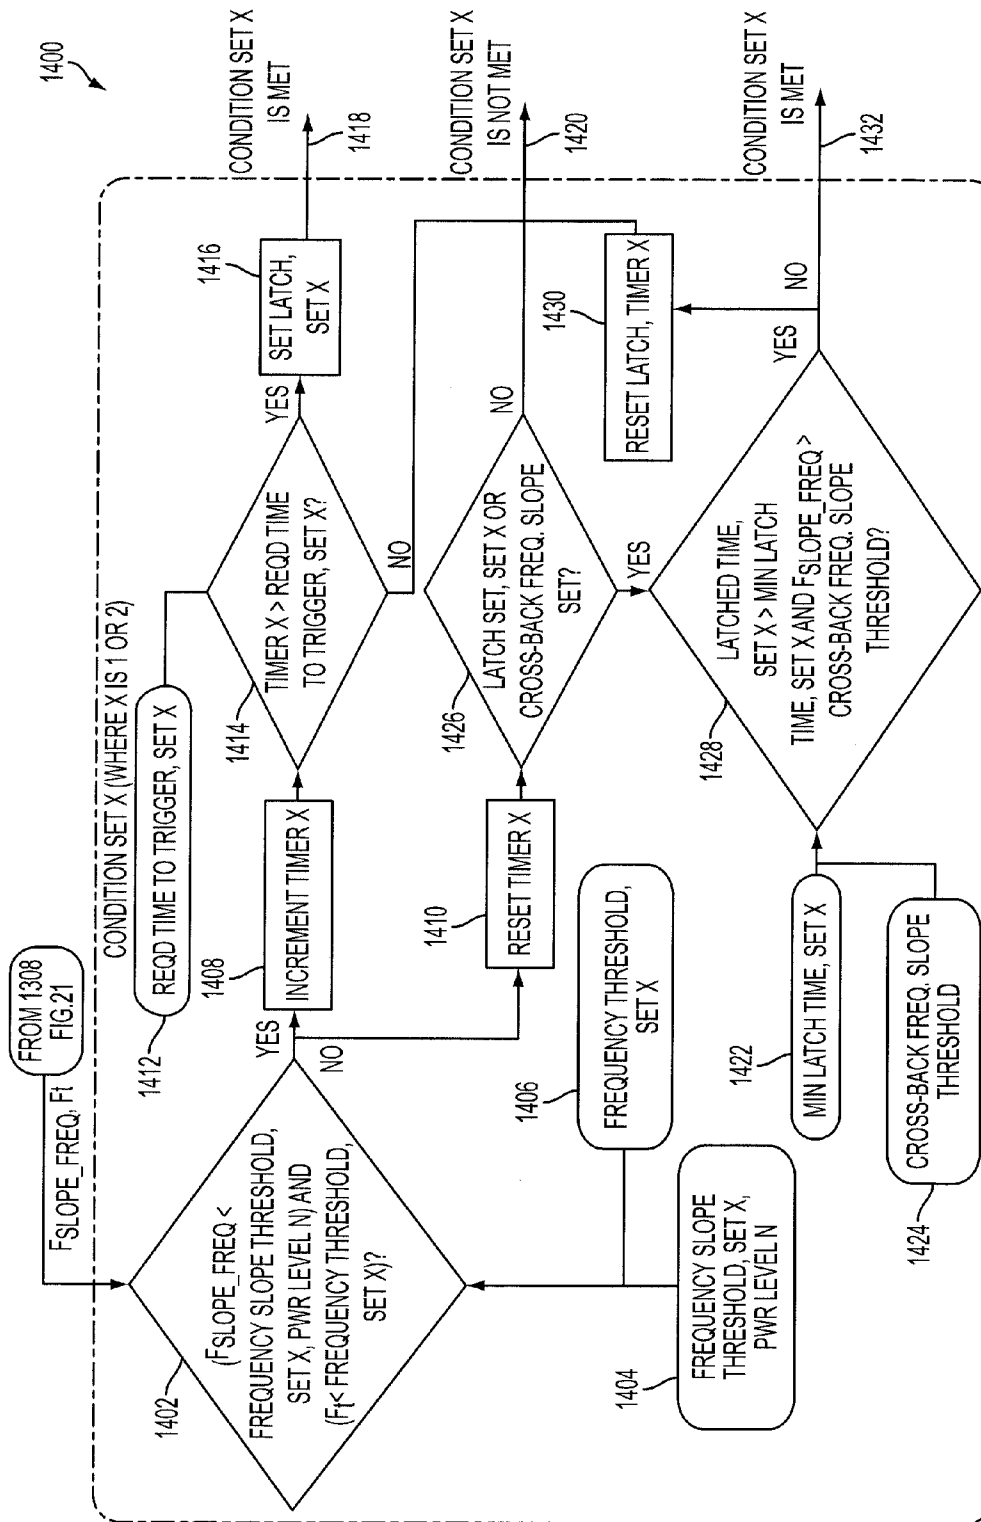 1400
FROM 1308
FIG.21
FSLOPE_FREQ, Ft
CONDITION SET X (WHERE X IS 1 OR 2)
1402
(FSLOPE_FREQ <
FREQUENCY SLOPE THRESHOLD,
SET X, PWR LEVEL N) AND
(Ft< FREQUENCY THRESHOLD,
SET X)?
YES
NO
1404
FREQUENCY SLOPE
THRESHOLD, SET X,
PWR LEVEL N
1406
FREQUENCY THRESHOLD,
SET X
1408
INCREMENT TIMER X
1410
RESET TIMER X
1412
REQD TIME TO TRIGGER, SET X
1414
TIMER X > REQD TIME
TO TRIGGER, SET X?
YES
NO
1416
SET LATCH,
SET X
CONDITION SET X
IS MET
1418
1426
LATCH SET, SET X OR
CROSS-BACK FREQ. SLOPE
SET?
NO
YES
CONDITION SET X
IS NOT MET
1420
1422
MIN LATCH TIME, SET X
1424
CROSS-BACK FREQ. SLOPE
THRESHOLD
1428
LATCHED TIME,
SET X > MIN LATCH
TIME, SET X AND FSLOPE_FREQ>
CROSS-BACK FREQ. SLOPE
THRESHOLD?
YES
NO
1430
RESET LATCH, TIMER X
CONDITION SET X
IS MET
1432